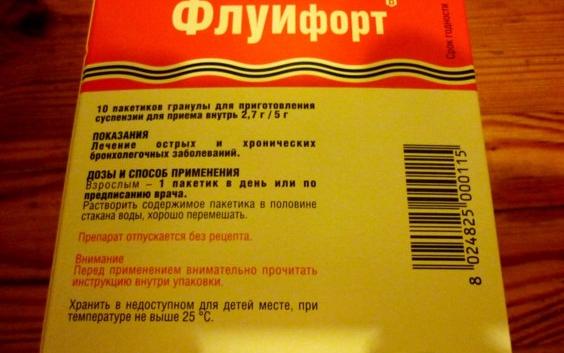 Флуифорт®
Срок годности
10 пакетиков гранулы для приготовления
суспензии для приема внутрь 2,7 г / 5 г
ПОКАЗАНИЯ
Лечение острых и хронических
бронхолегочных заболеваний.
ДОЗЫ И СПОСОБ ПРИМЕНЕНИЯ
Взрослым – 1 пакетик в день или по
предписанию врача.
Растворить содержимое пакетика в половине
стакана воды, хорошо перемешать.
Препарат отпускается без рецепта.
Внимание
Перед применением внимательно прочитать
инструкцию внутри упаковки.
Хранить в недоступном для детей месте, при
температуре не выше 25 °C.
8 024825 000115